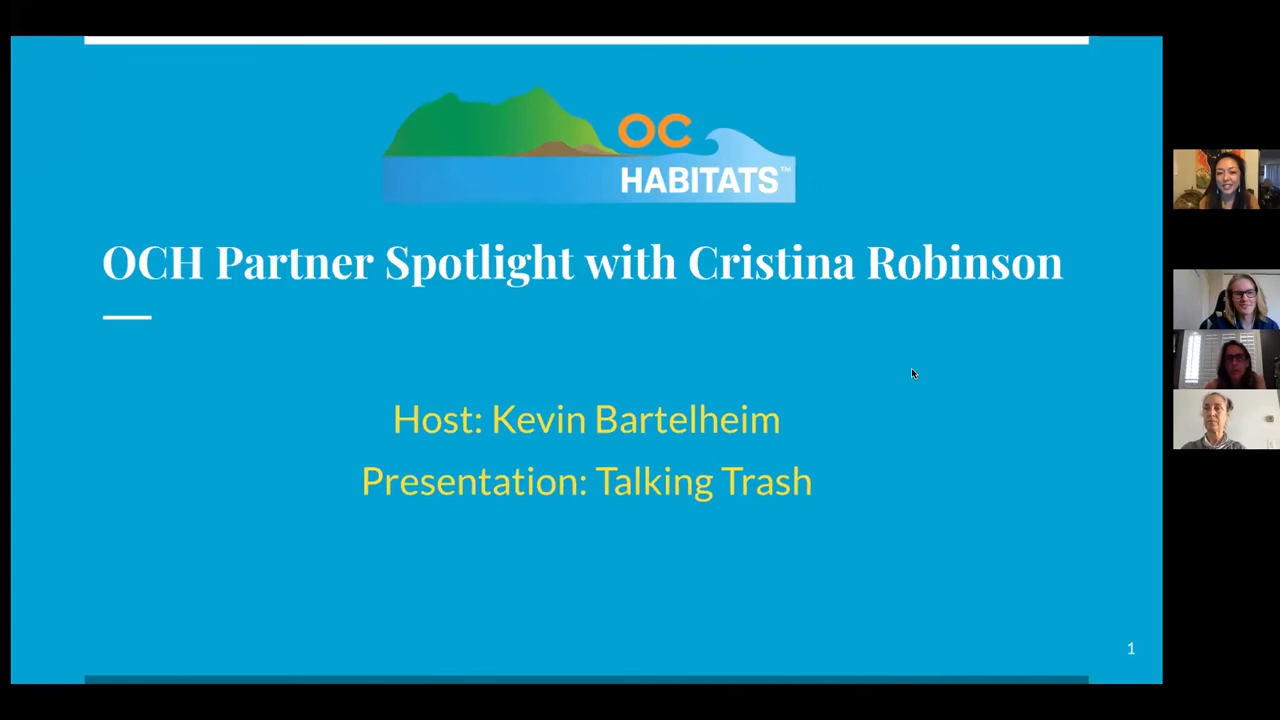 OC
HABITATS™
OCH Partner Spotlight with Cristina Robinson
Host: Kevin Bartelheim
Presentation: Talking Trash
1